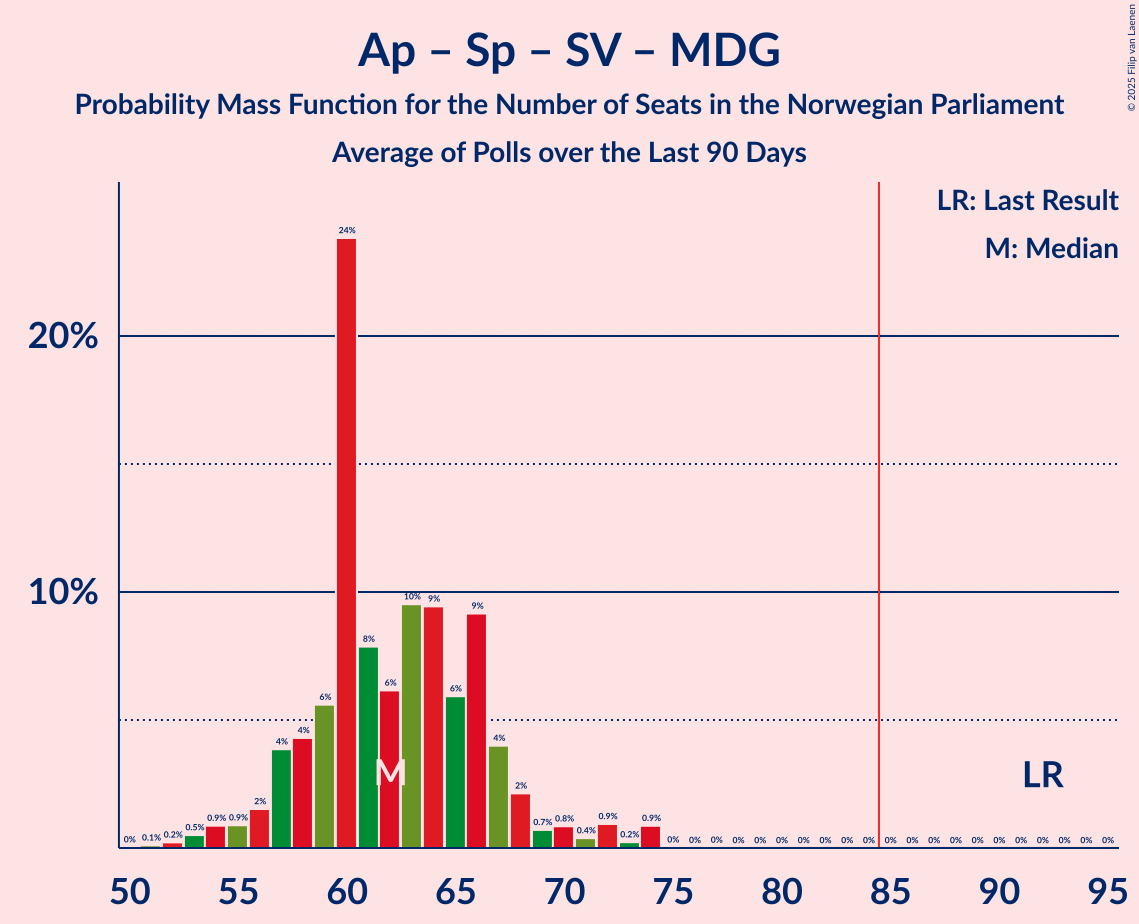 Ap – Sp – SV – MDG
Probability Mass Function for the Number of Seats in the Norwegian Parliament
Average of Polls over the Last 90 Days
© 2025 Filip van Laenen
LR: Last Result
M: Median
20%
10%
0% 0.1% 0.2% 0.5% 0.9% 0.9% 2% 4% 4% 6% 24% 8% 6% 10% 9% 6% 9% 4% 2% 0.7% 0.8% 0.4% 0.9% 0.2% 0.9% 0% 0% 0% 0% 0% 0% 0% 0% 0% 0% 0% 0% 0% 0% 0% 0% 0% 0% 0% 0% 0%
M
LR
50 55 60 65 70 75 80 85 90 95